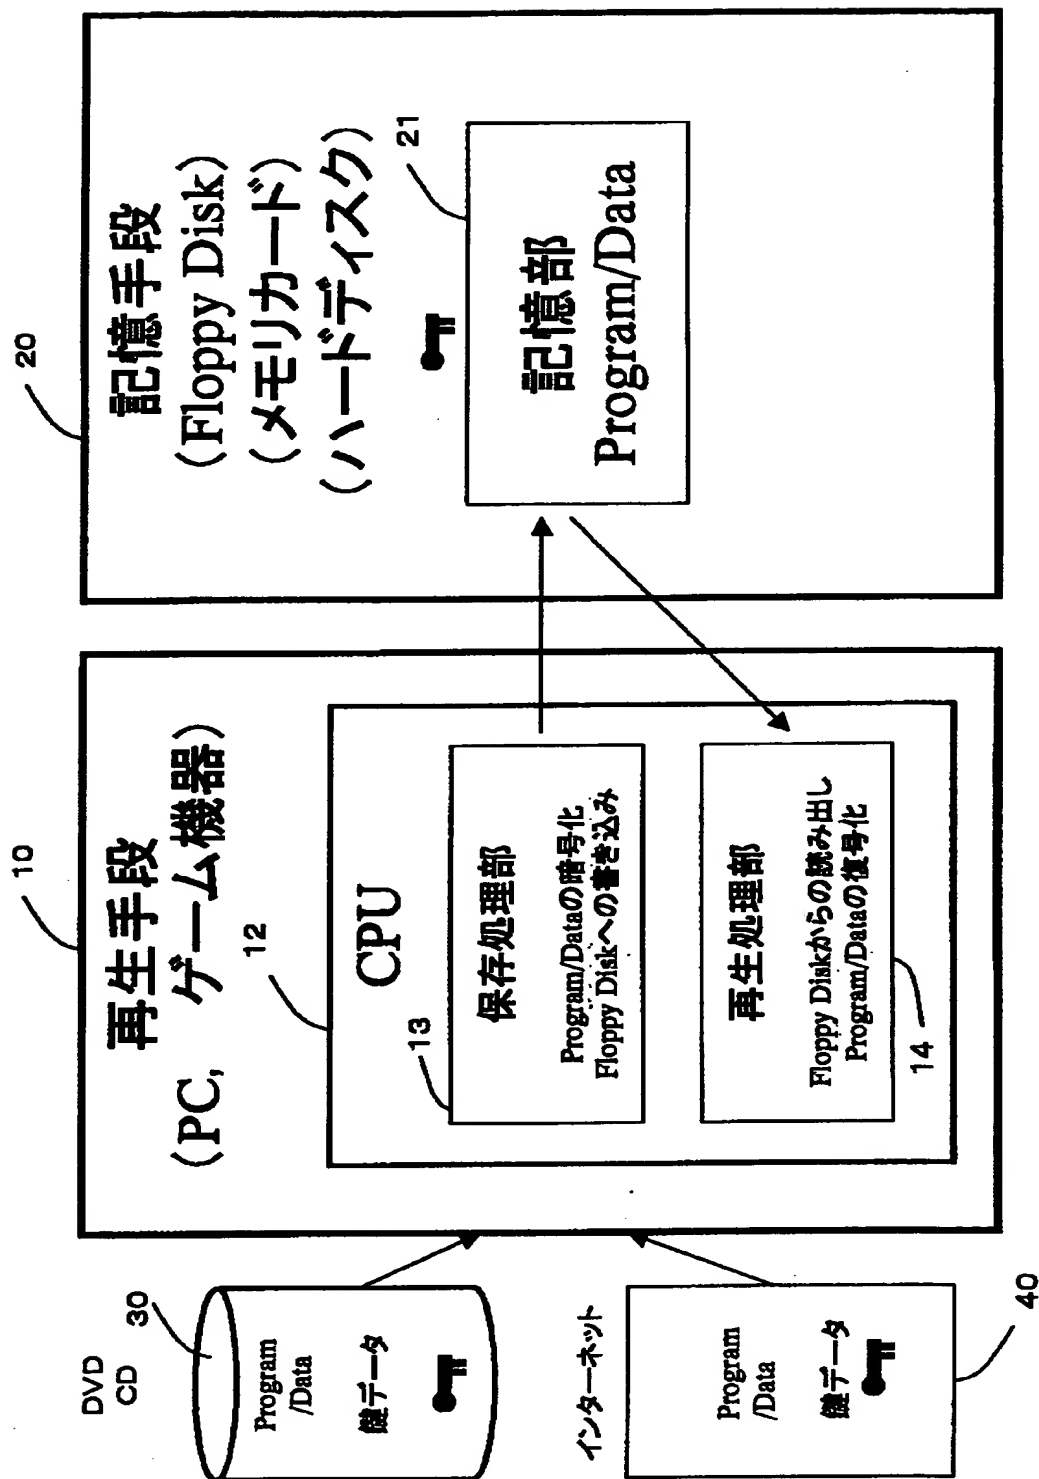 DVD
CD
30
Program
/Data
鍵データ
インターネット
Program
/Data
鍵データ
40
10
再生手段
(PC, ゲーム機器)
12
CPU
13
保存処理部
Program/Dataの暗号化
Floppy Diskへの書き込み
再生処理部
Floppy Diskからの読み出し
Program/Dataの復号化
14
20
記憶手段
(Floppy Disk)
(メモリカード)
(ハードディスク)
21
記憶部
Program/Data